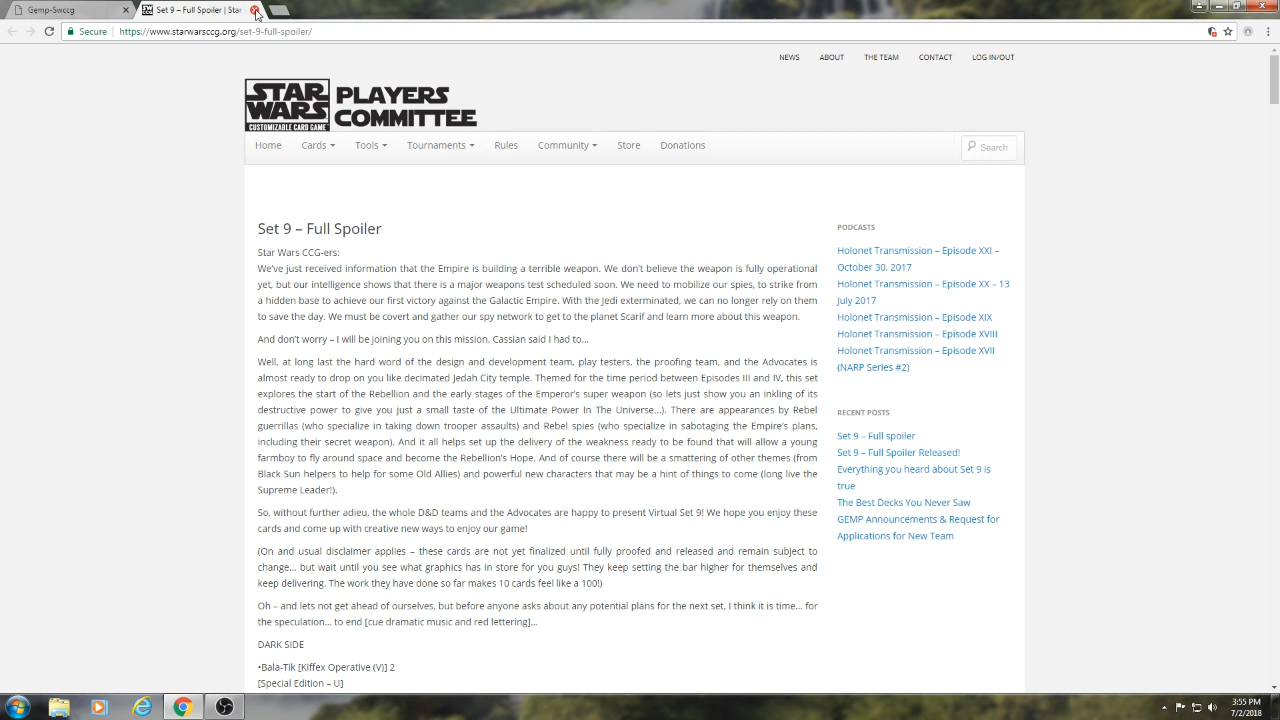 Gemp-Swccg
Set 9 – Full Spoiler | Star
Secure
https://www.starwarsccg.org/set-9-full-spoiler/
NEWS
ABOUT
THE TEAM
CONTACT
LOG IN/OUT
STAR WARS
CUSTOMIZABLE CARD GAME
PLAYERS
COMMITTEE
Home
Cards
Tools
Tournaments
Rules
Community
Store
Donations
Search
Set 9 – Full Spoiler
Star Wars CCG-ers:
We've just received information that the Empire is building a terrible weapon. We don't believe the weapon is fully operational
yet, but our intelligence shows that there is a major weapons test scheduled soon. We need to mobilize our spies, to strike from
a hidden base to achieve our first victory against the Galactic Empire. With the Jedi exterminated, we can no longer rely on them
to save the day. We must be covert and gather our spy network to get to the planet Scarif and learn more about this weapon.
And don't worry – I will be joining you on this mission. Cassian said I had to…
Well, at long last the hard word of the design and development team, play testers, the proofing team, and the Advocates is
almost ready to drop on you like decimated Jedah City temple. Themed for the time period between Episodes III and IV, this set
explores the start of the Rebellion and the early stages of the Emperor's super weapon (so lets just show you an inkling of its
destructive power to give you just a small taste of the Ultimate Power In The Universe…). There are appearances by Rebel
guerrillas (who specialize in taking down trooper assaults) and Rebel spies (who specialize in sabotaging the Empire's plans,
including their secret weapon). And it all helps set up the delivery of the weakness ready to be found that will allow a young
farmboy to fly around space and become the Rebellion's Hope. And of course there will be a smattering of other themes (from
Black Sun helpers to help for some Old Allies) and powerful new characters that may be a hint of things to come (long live the
Supreme Leader!).
So, without further adieu, the whole D&D teams and the Advocates are happy to present Virtual Set 9! We hope you enjoy these
cards and come up with creative new ways to enjoy our game!
(On and usual disclaimer applies – these cards are not yet finalized until fully proofed and released and remain subject to
change… but wait until you see what graphics has in store for you guys! They keep setting the bar higher for themselves and
keep delivering. The work they have done so far makes 10 cards feel like a 100!)
Oh – and lets not get ahead of ourselves, but before anyone asks about any potential plans for the next set, I think it is time… for
the speculation… to end [cue dramatic music and red lettering]…
DARK SIDE
•Bala-Tik [Kiffex Operative (V)] 2
[Special Edition – U]
PODCASTS
Holonet Transmission – Episode XXI –
October 30, 2017
Holonet Transmission – Episode XX – 13
July 2017
Holonet Transmission – Episode XIX
Holonet Transmission – Episode XVIII
Holonet Transmission – Episode XVII
(NARP Series #2)
RECENT POSTS
Set 9 – Full spoiler
Set 9 – Full Spoiler Released!
Everything you heard about Set 9 is
true
The Best Decks You Never Saw
GEMP Announcements & Request for
Applications for New Team
3:55 PM
7/2/2018